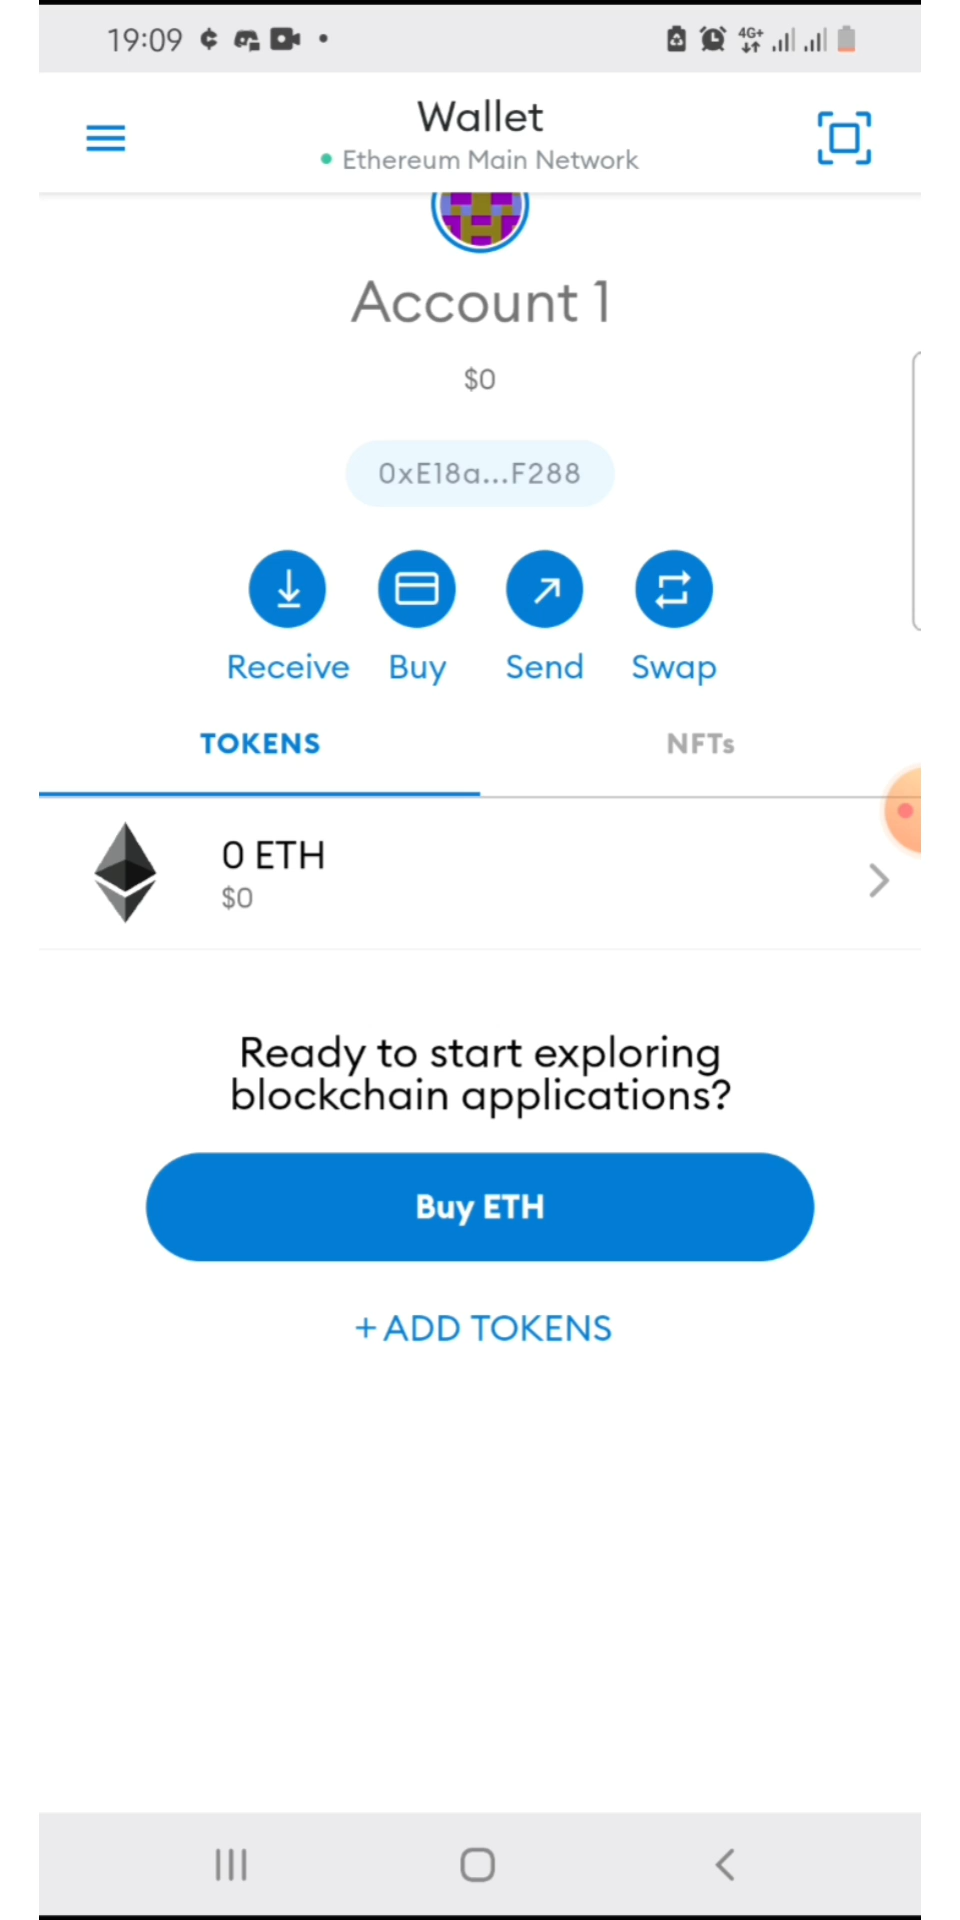 19:09
4G+
Wallet
Ethereum Main Network
Account 1
$0
0xE18a...F288
Receive Buy Send Swap
TOKENS NFTs
0 ETH
$0
Ready to start exploring
blockchain applications?
Buy ETH
+ ADD TOKENS